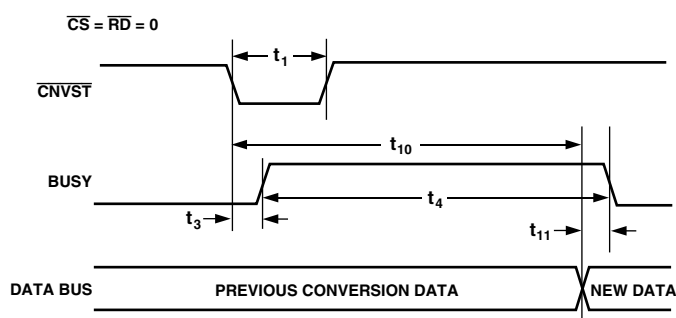 CS = RD = 0
t1
CNVST
t10
BUSY
t4
t3
t11
DATA BUS
PREVIOUS CONVERSION DATA
NEW DATA